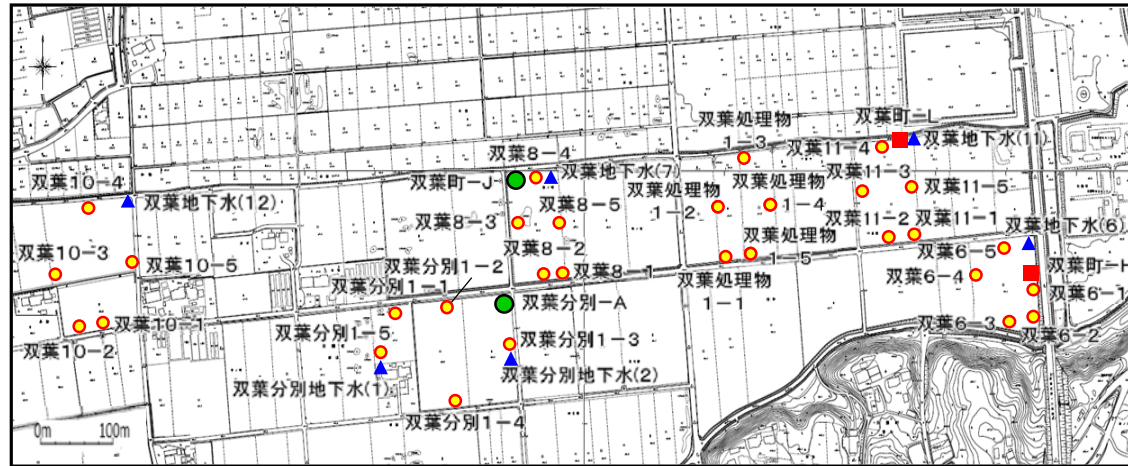 双葉町-L
双葉処理物
1-3
双葉11-4
双葉地下水(11)
双葉8-4
双葉町-J
双葉地下水(7)
双葉11-3
双葉10-4
双葉地下水(12)
双葉処理物
1-2
双葉処理物
1-4
双葉11-5
双葉8-3
双葉8-5
双葉11-2
双葉11-1
双葉地下水(6)
双葉10-3
双葉10-5
双葉分別1-2
双葉8-2
双葉8-1
双葉処理物
1-5
双葉6-5
双葉6-4
双葉町-H
双葉分別1-1
双葉処理物
1-1
双葉6-1
双葉分別-A
双葉10-1
双葉10-2
双葉分別1-5
双葉分別1-3
双葉6-3
双葉6-2
双葉分別地下水(1)
双葉分別地下水(2)
双葉分別1-4
0m
100m